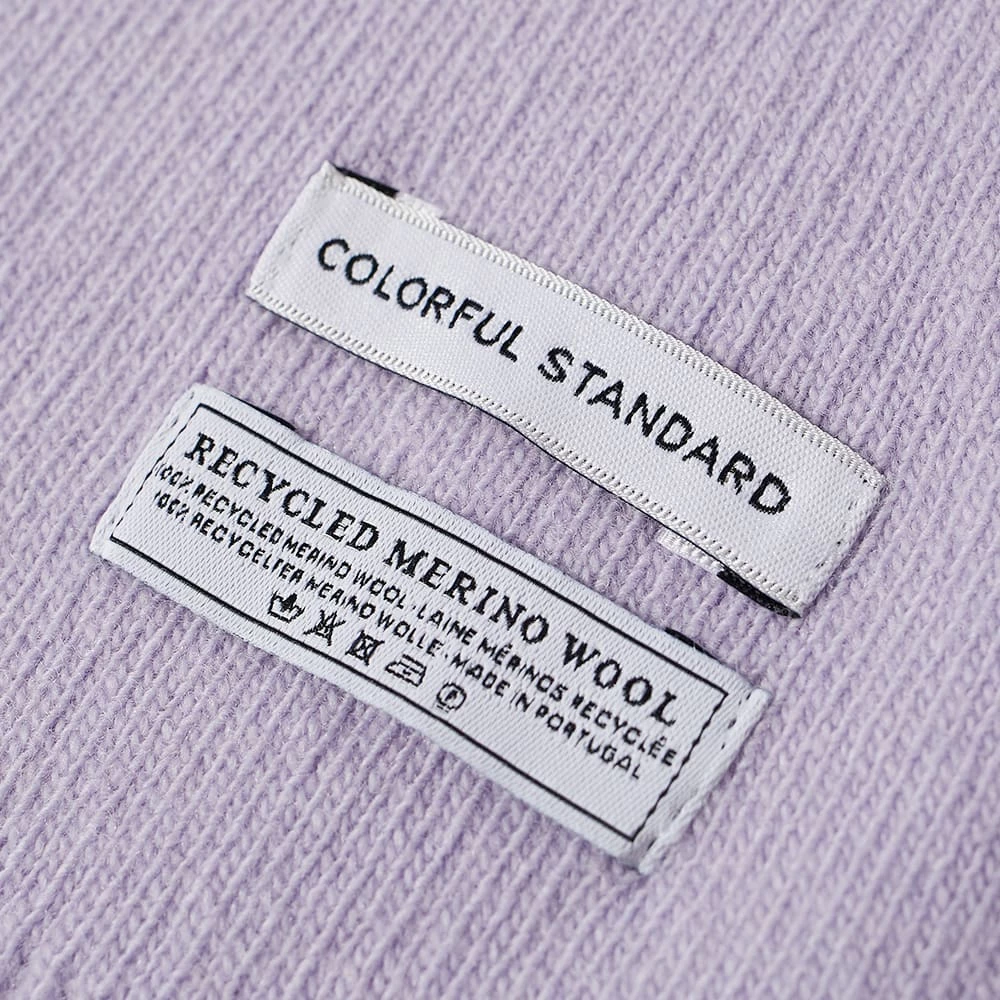 COLORFUL STANDARD
RECYCLED MERINO WOOL
100% RECYCLED MERINO WOOL · LAINE MÉRINOS RECYCLÉE
100% RECYCELTER MERINO WOLLE · MADE IN PORTUGAL